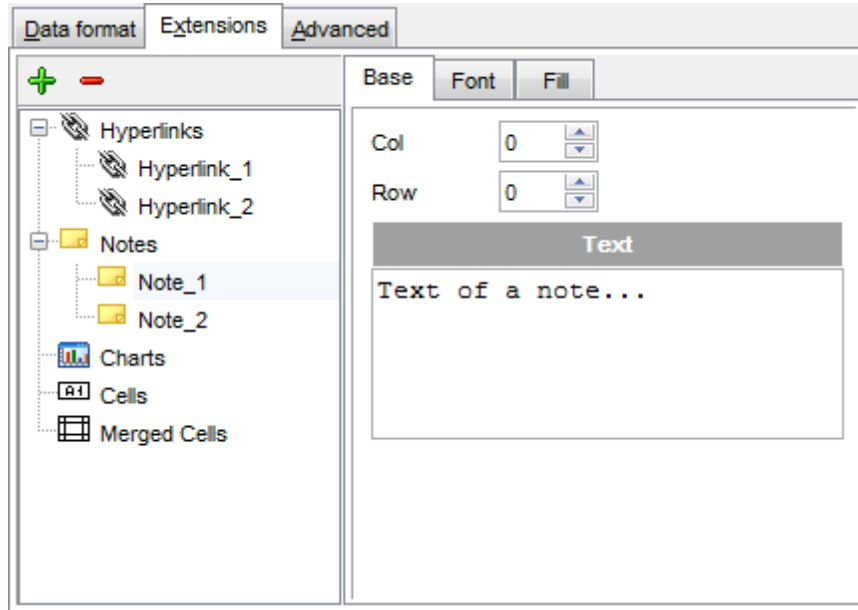 Data format Extensions Advanced
Base Font Fill
Hyperlinks
Hyperlink_1
Hyperlink_2
Notes
Note_1
Note_2
Charts
A1 Cells
Merged Cells
Col 0
Row 0
Text
Text of a note...